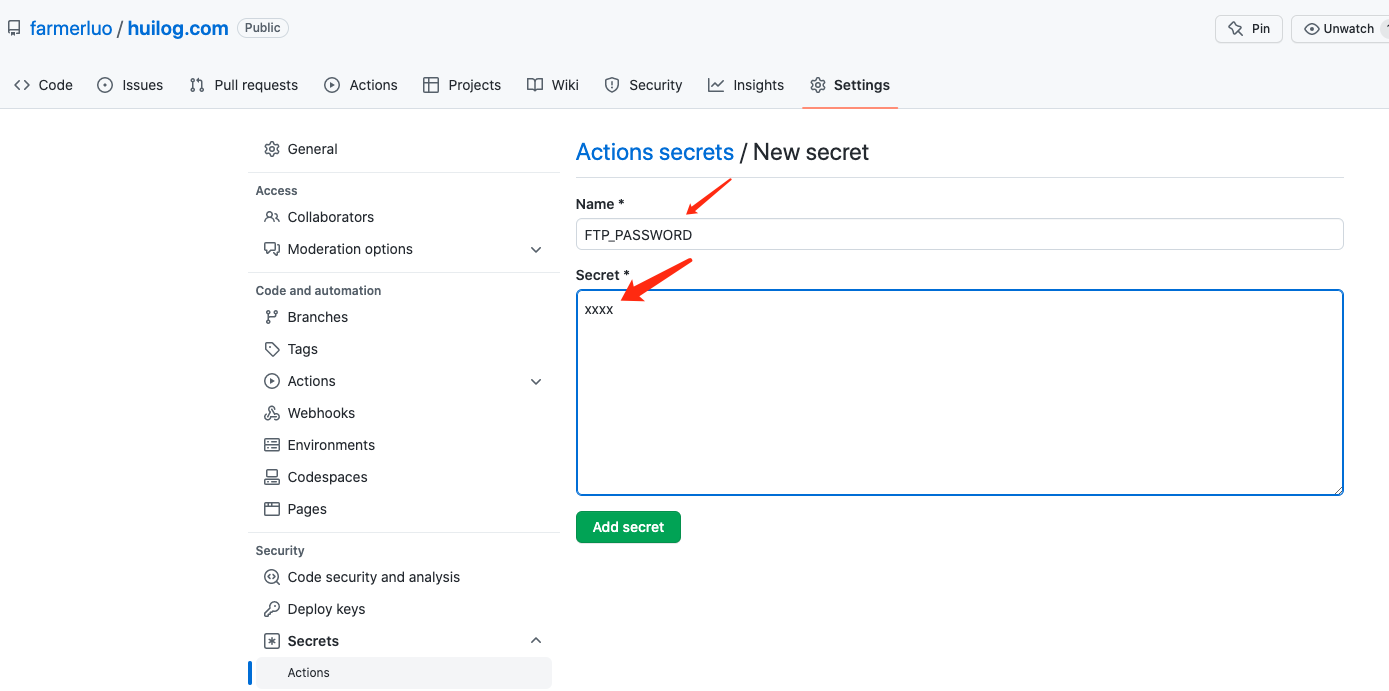 farmerluo / huilog.com Public
Pin
Unwatch
Code
Issues
Pull requests
Actions
Projects
Wiki
Security
Insights
Settings
General
Access
Collaborators
Moderation options
Code and automation
Branches
Tags
Actions
Webhooks
Environments
Codespaces
Pages
Security
Code security and analysis
Deploy keys
Secrets
Actions
Actions secrets / New secret
Name *
FTP_PASSWORD
Secret *
xxxx
Add secret